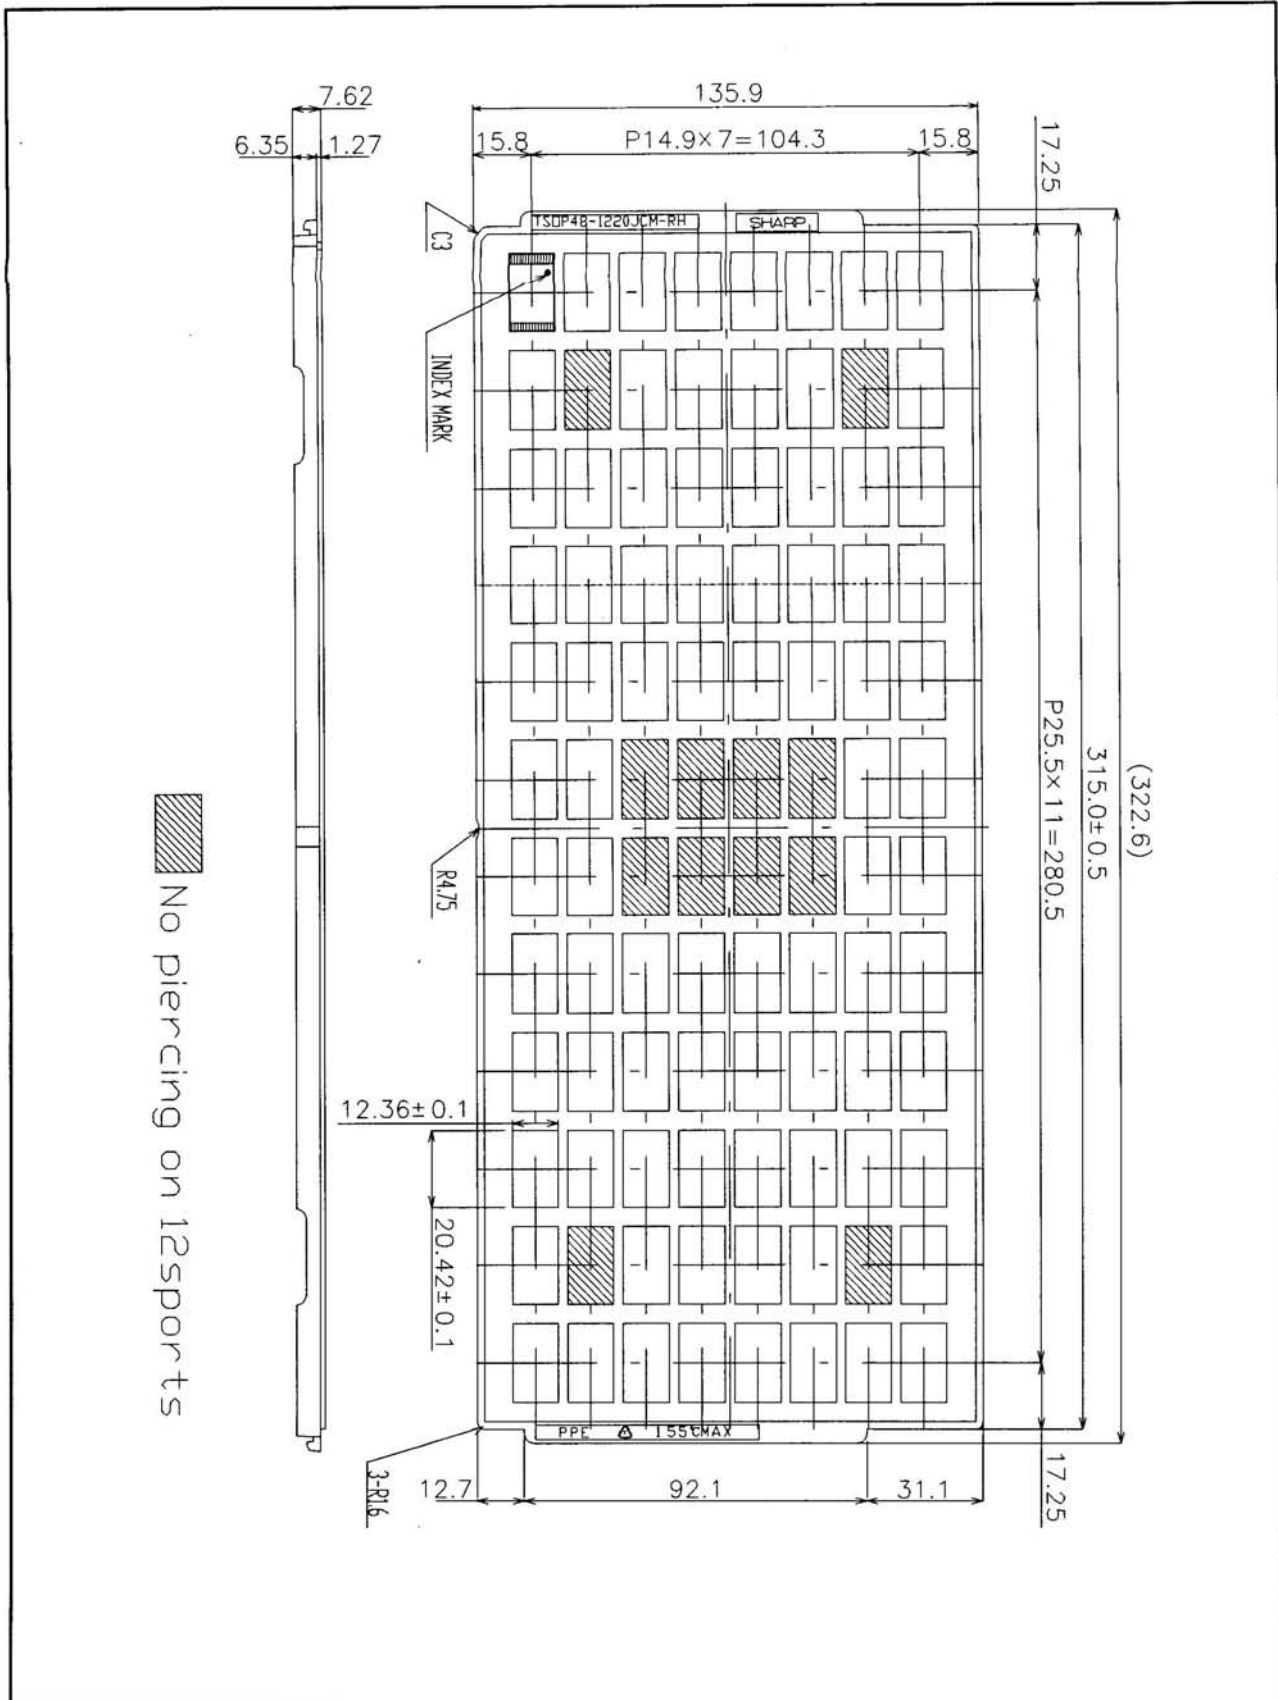 7.62
6.35
1.27
135.9
15.8
P14.9×7=104.3
15.8
17.25
C3
TSOP48-1220JCM-RH
SHARP
INDEX MARK
(322.6)
315.0±0.5
P25.5×11=280.5
R4.75
12.36±0.1
20.42±0.1
PPE
155℃MAX
3-R1.6
12.7
92.1
31.1
17.25
No piercing on 12sports